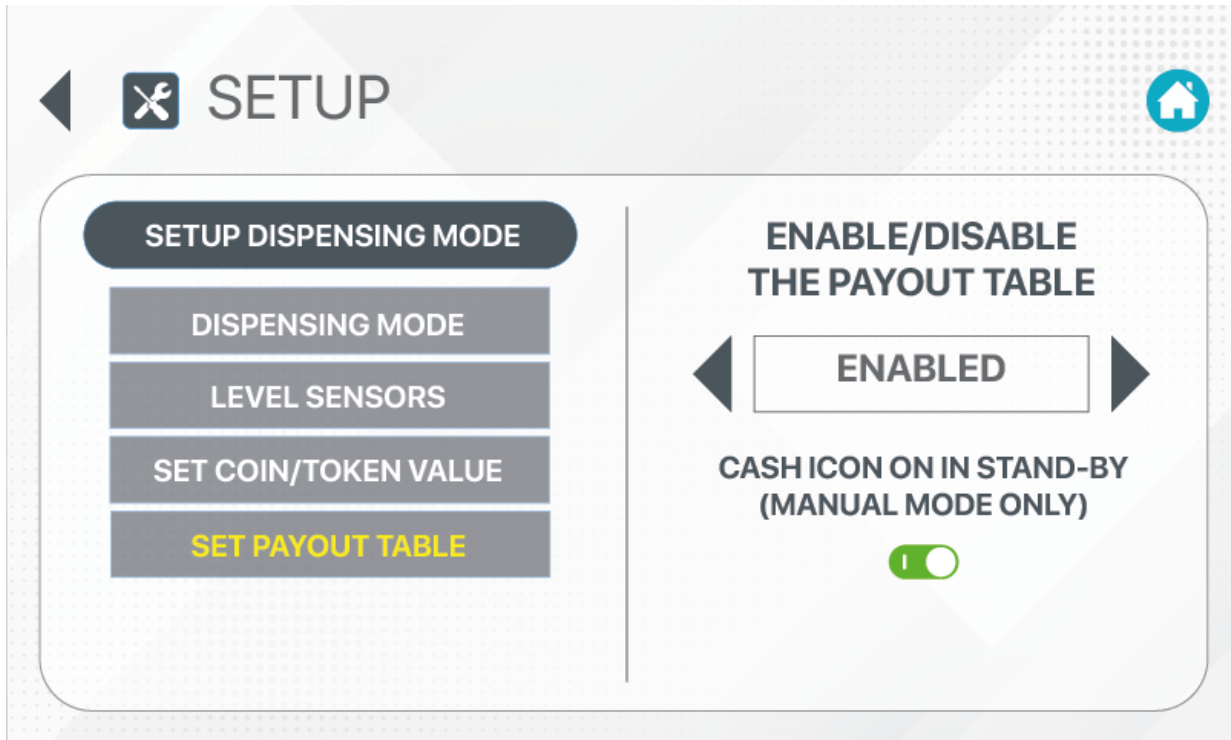 SETUP
SETUP DISPENSING MODE
DISPENSING MODE
LEVEL SENSORS
SET COIN/TOKEN VALUE
SET PAYOUT TABLE
ENABLE/DISABLE
THE PAYOUT TABLE
ENABLED
CASH ICON ON IN STAND-BY
(MANUAL MODE ONLY)